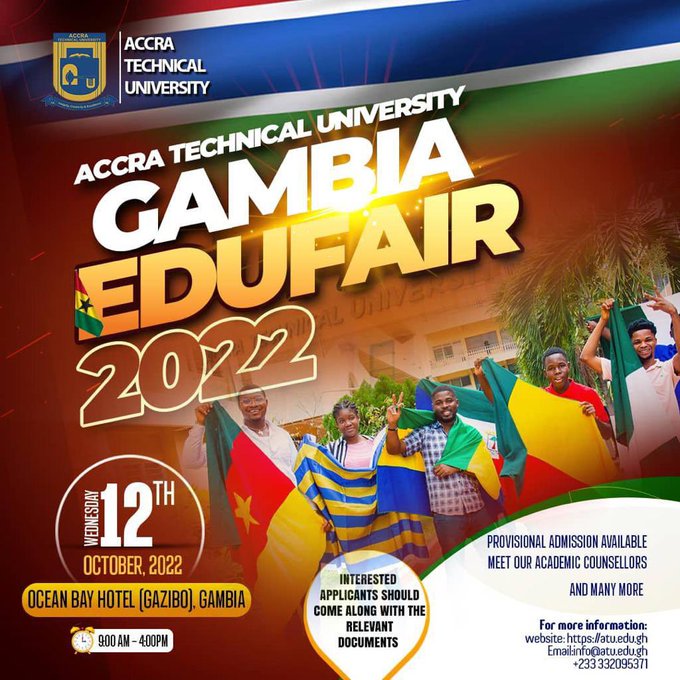 ACCRA
TECHNICAL UNIVERSITY
ACCRA
TECHNICAL
UNIVERSITY
ACCRA TECHNICAL UNIVERSITY
GAMBIA
EDUFAIR
2022
WEDNESDAY
12TH
OCTOBER, 2022
OCEAN BAY HOTEL (GAZIBO), GAMBIA
9:00 AM – 4:00PM
INTERESTED
APPLICANTS SHOULD
COME ALONG WITH THE
RELEVANT
DOCUMENTS
PROVISIONAL ADMISSION AVAILABLE
MEET OUR ACADEMIC COUNSELLORS
AND MANY MORE
For more information:
website: https://atu.edu.gh
Email:info@atu.edu.gh
+233 332095371